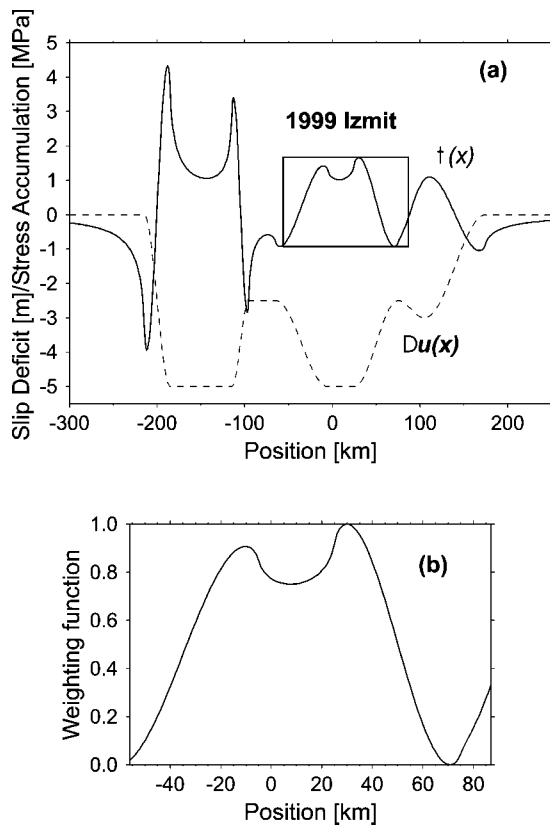 (a)
1999 Izmit
†(x)
Du(x)
Slip Deficit [m]/Stress Accumulation [MPa]
5
4
3
2
1
0
-1
-2
-3
-4
-5
-300 -200 -100 0 100 200
Position [km]
(b)
Weighting function
1.0
0.8
0.6
0.4
0.2
0.0
-40 -20 0 20 40 60 80
Position [km]